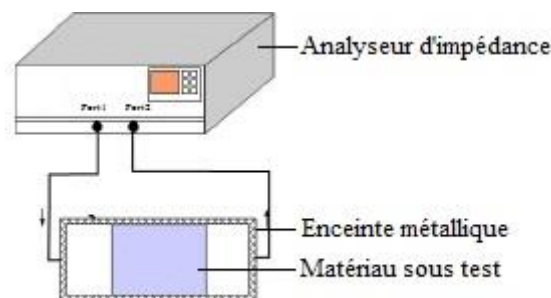 Analyseur d'impédance
Port1 Port2
Enceinte métallique
Matériau sous test